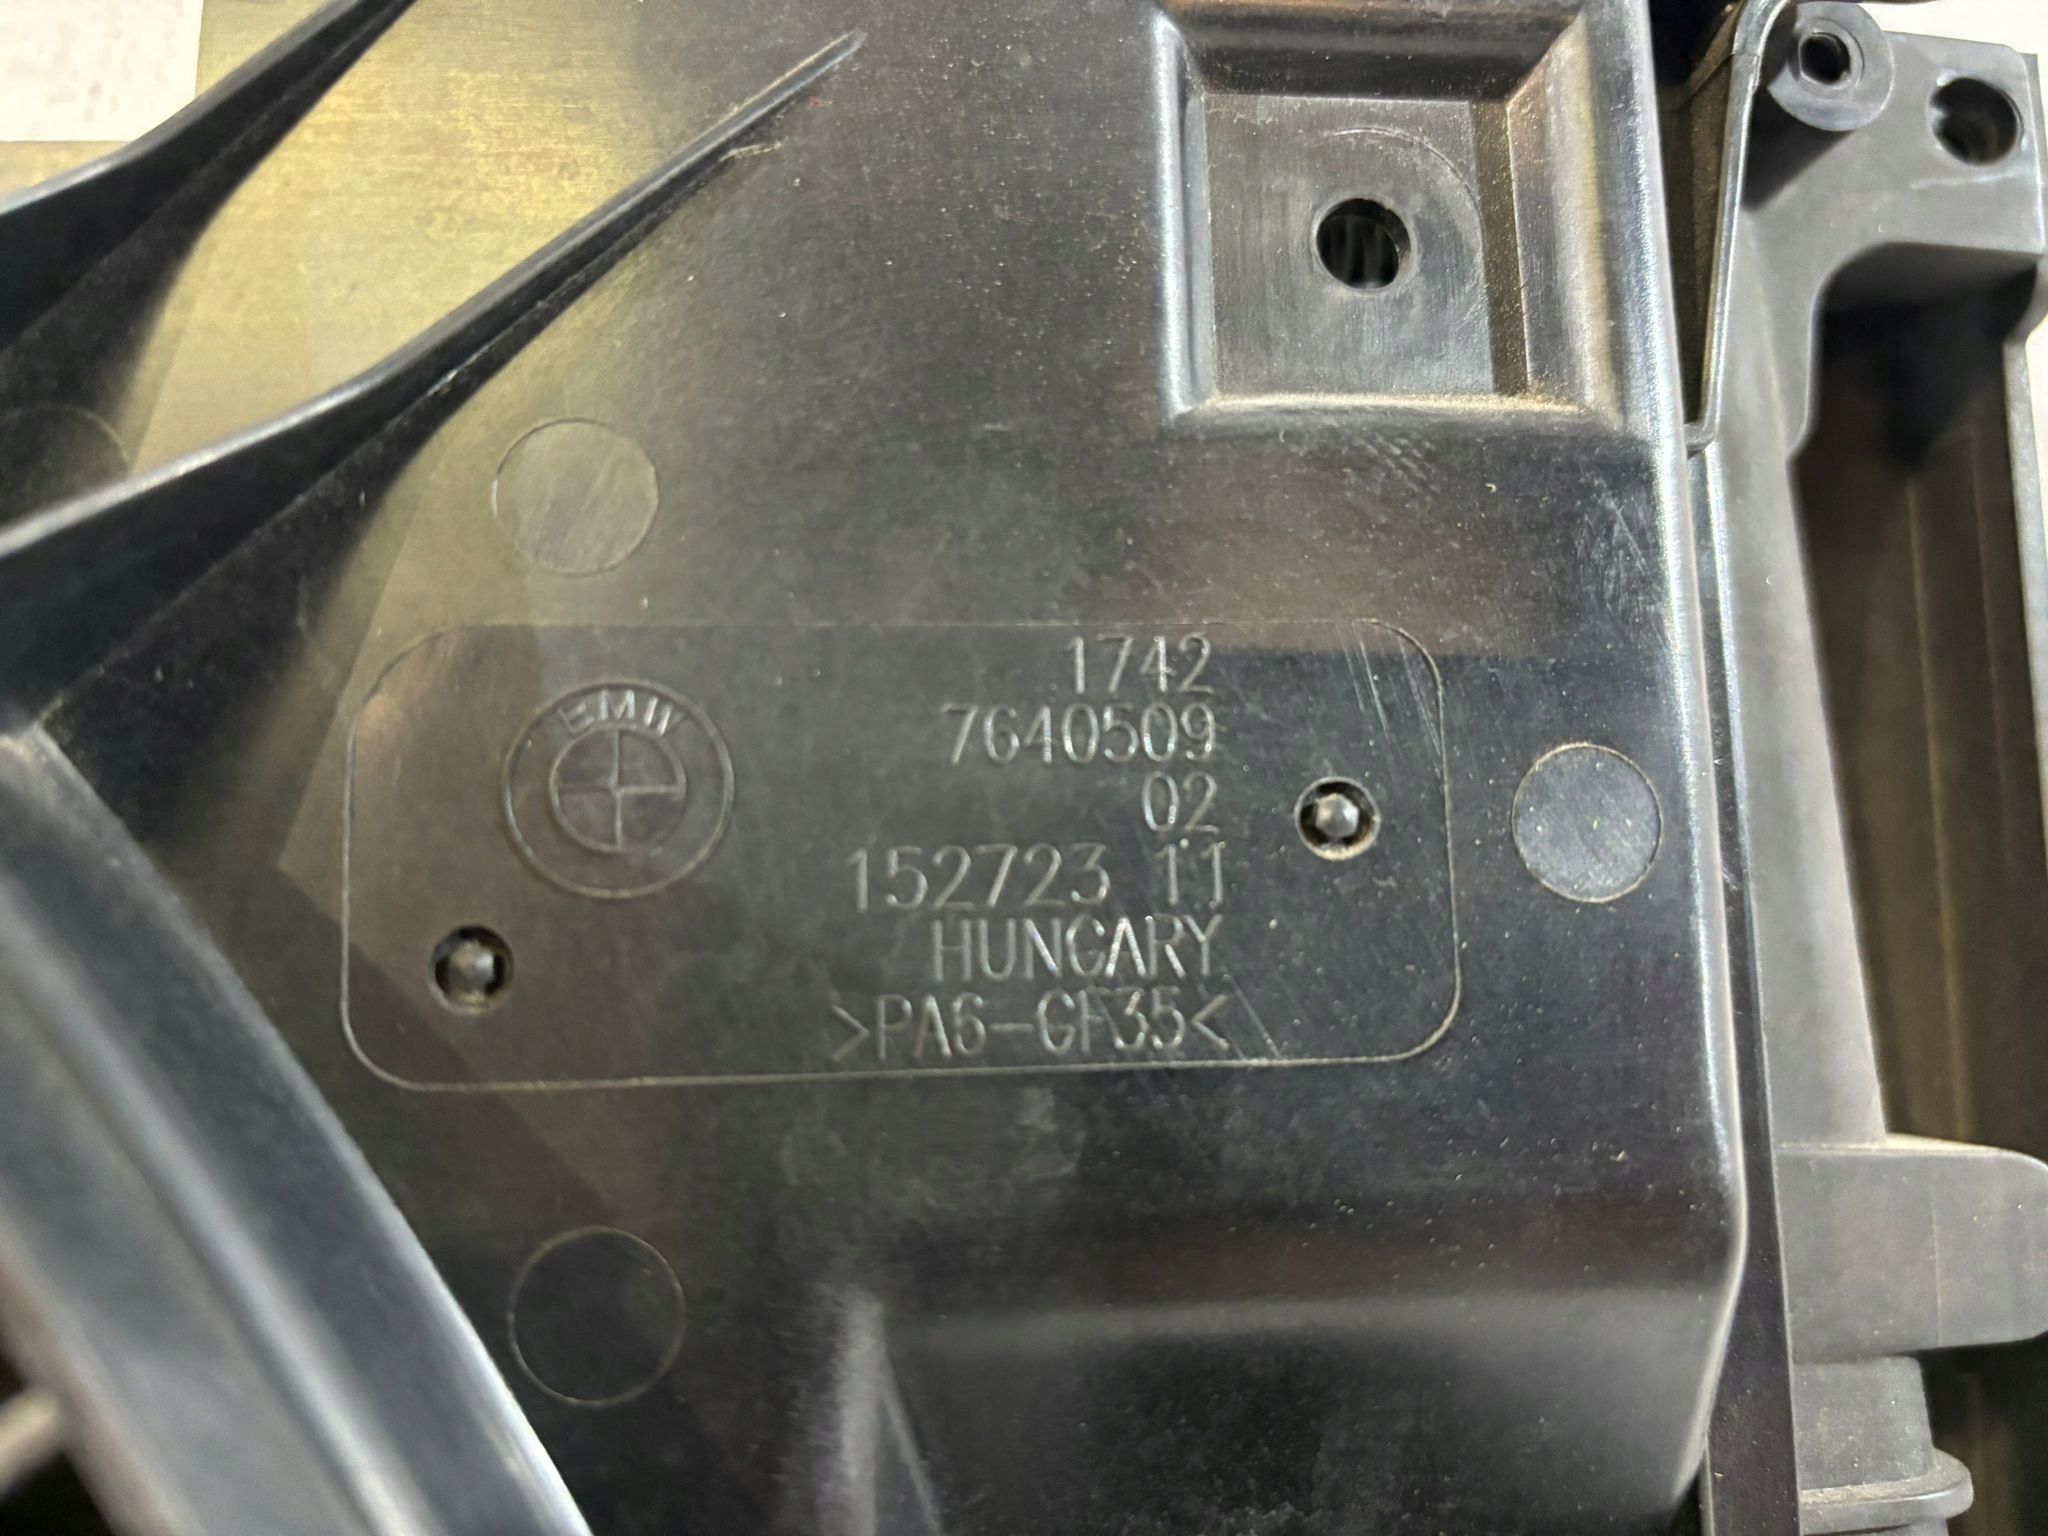 BMW
1742
7640509
02
152723 11
HUNGARY
>PA6-GF35<